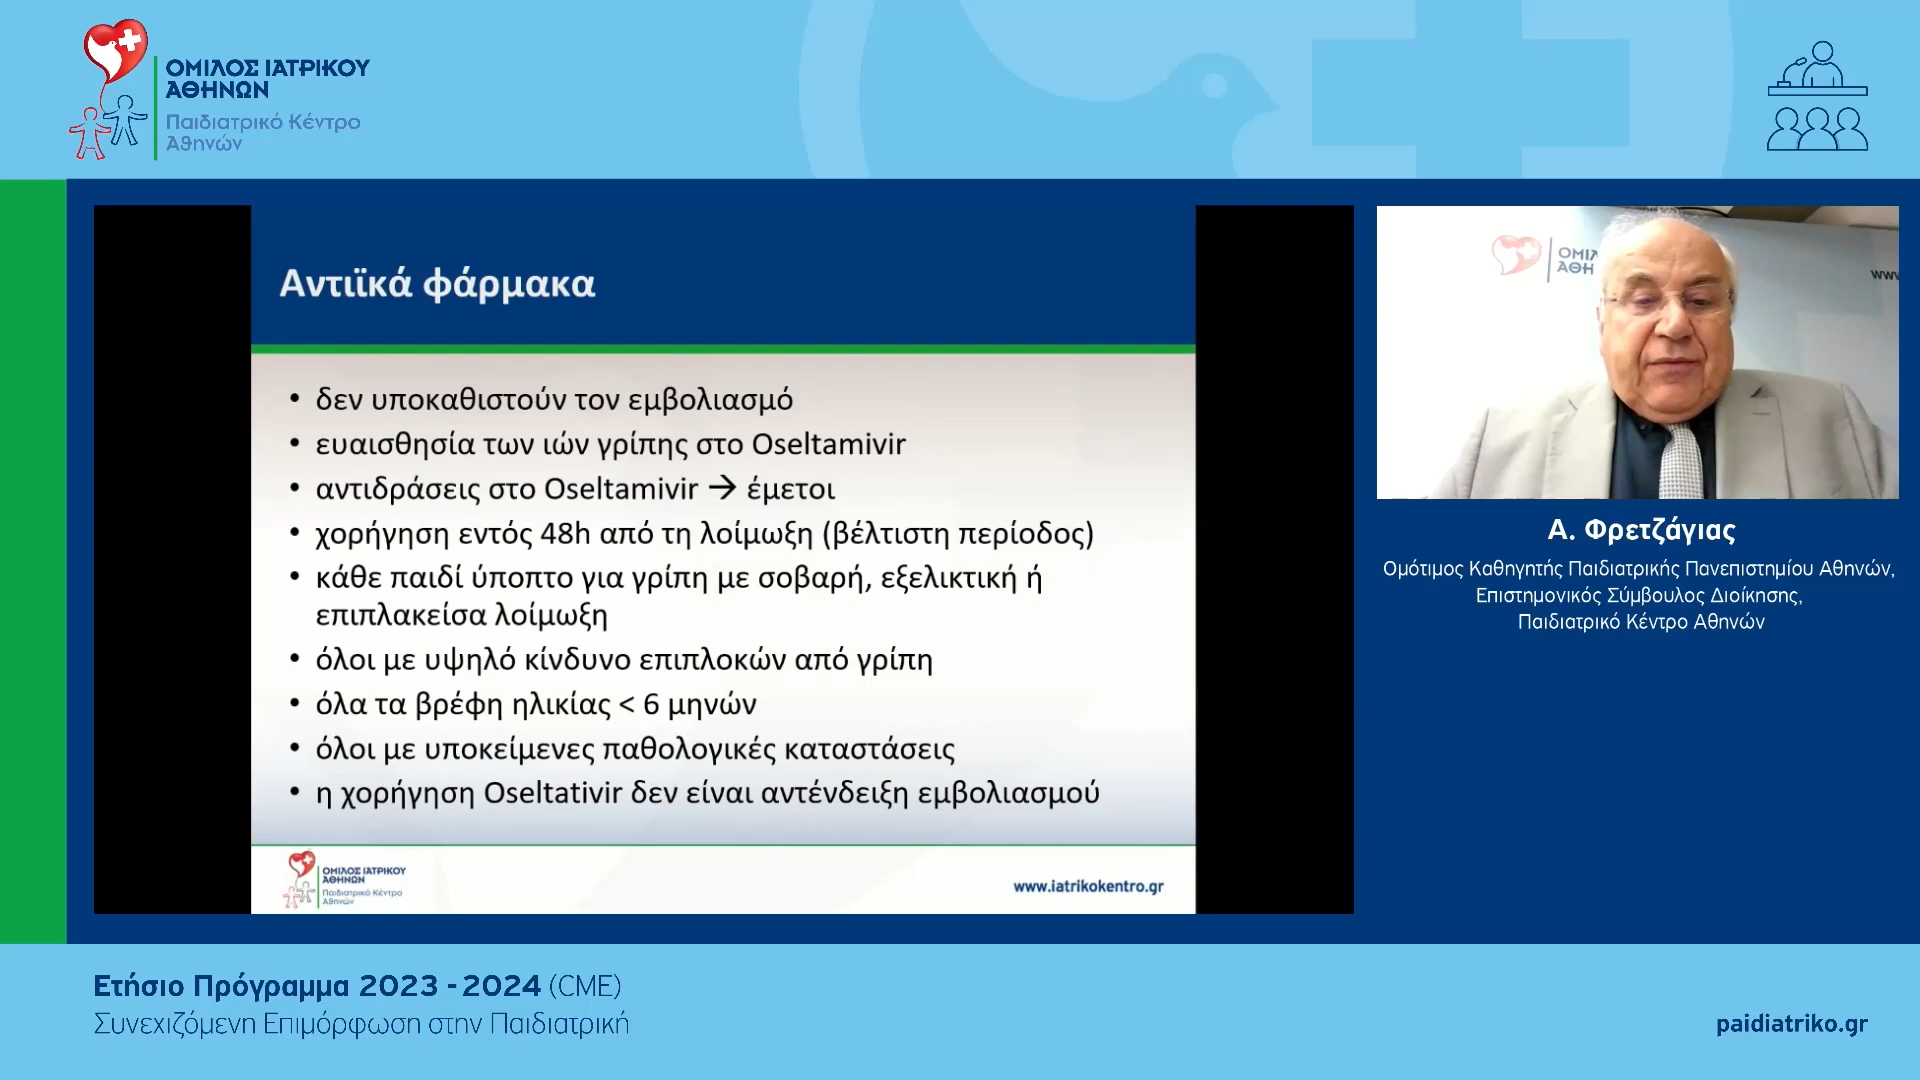 ΟΜΙΛΟΣ ΙΑΤΡΙΚΟΥ
ΑΘΗΝΩΝ
Παιδιατρικό Κέντρο
Αθηνών
Αντιϊκά φάρμακα
• δεν υποκαθιστούν τον εμβολιασμό
• ευαισθησία των ιών γρίπης στο Oseltamivir
• αντιδράσεις στο Oseltamivir → έμετοι
• χορήγηση εντός 48h από τη λοίμωξη (βέλτιστη περίοδος)
• κάθε παιδί ύποπτο για γρίπη με σοβαρή, εξελικτική ή
επιπλακείσα λοίμωξη
• όλοι με υψηλό κίνδυνο επιπλοκών από γρίπη
• όλα τα βρέφη ηλικίας < 6 μηνών
• όλοι με υποκείμενες παθολογικές καταστάσεις
• η χορήγηση Oseltativir δεν είναι αντένδειξη εμβολιασμού
ΟΜΙΛΟΣ ΙΑΤΡΙΚΟΥ
ΑΘΗΝΩΝ
Παιδιατρικό Κέντρο
Αθηνών
www.iatrikokentro.gr
ΟΜΙΛ
ΑΘΗ
www
Α. Φρετζάγιας
Ομότιμος Καθηγητής Παιδιατρικής Πανεπιστημίου Αθηνών,
Επιστημονικός Σύμβουλος Διοίκησης,
Παιδιατρικό Κέντρο Αθηνών
Ετήσιο Πρόγραμμα 2023 - 2024 (CME)
Συνεχιζόμενη Επιμόρφωση στην Παιδιατρική
paidiatriko.gr